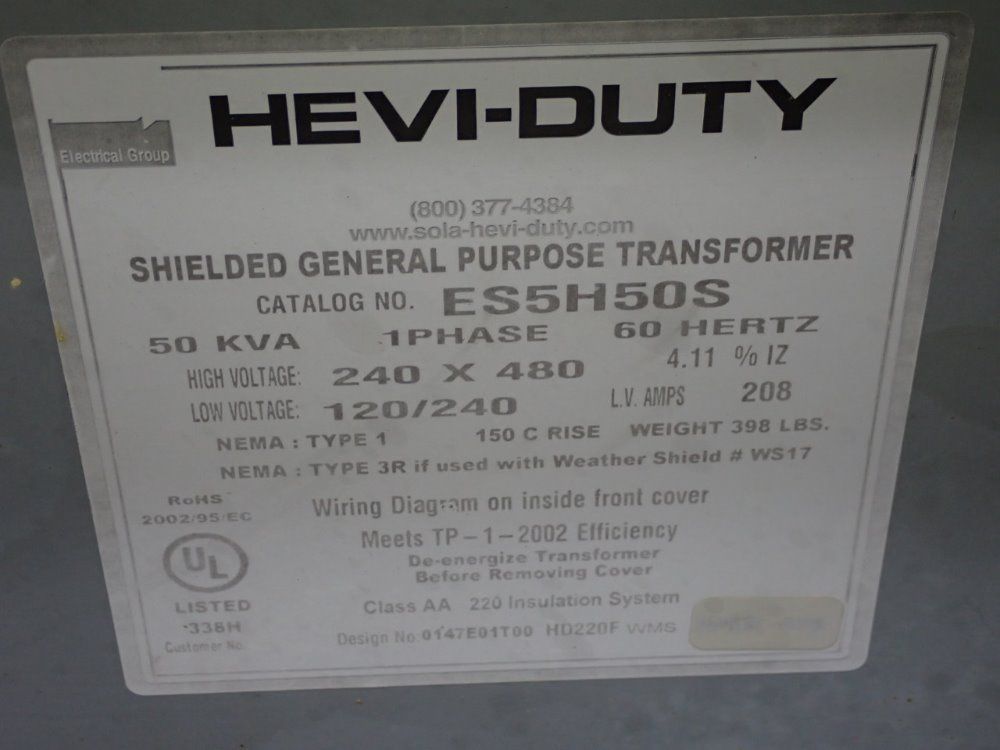 HEVI-DUTY
Electrical Group
(800) 377-4384
www.sola-hevi-duty.com
SHIELDED GENERAL PURPOSE TRANSFORMER
CATALOG NO. ES5H50S
50 KVA 1PHASE 60 HERTZ
4.11 % IZ
HIGH VOLTAGE: 240 X 480
LOW VOLTAGE: 120/240 L.V. AMPS 208
NEMA : TYPE 1 150 C RISE WEIGHT 398 LBS.
NEMA : TYPE 3R if used with Weather Shield # WS17
RoHS
2002/95/EC
Wiring Diagram on inside front cover
Meets TP-1-2002 Efficiency
De-energize Transformer
Before Removing Cover
UL
LISTED
338H
Customer No.
Class AA 220 Insulation System
Design No:0147E01T00 HD220F WMS